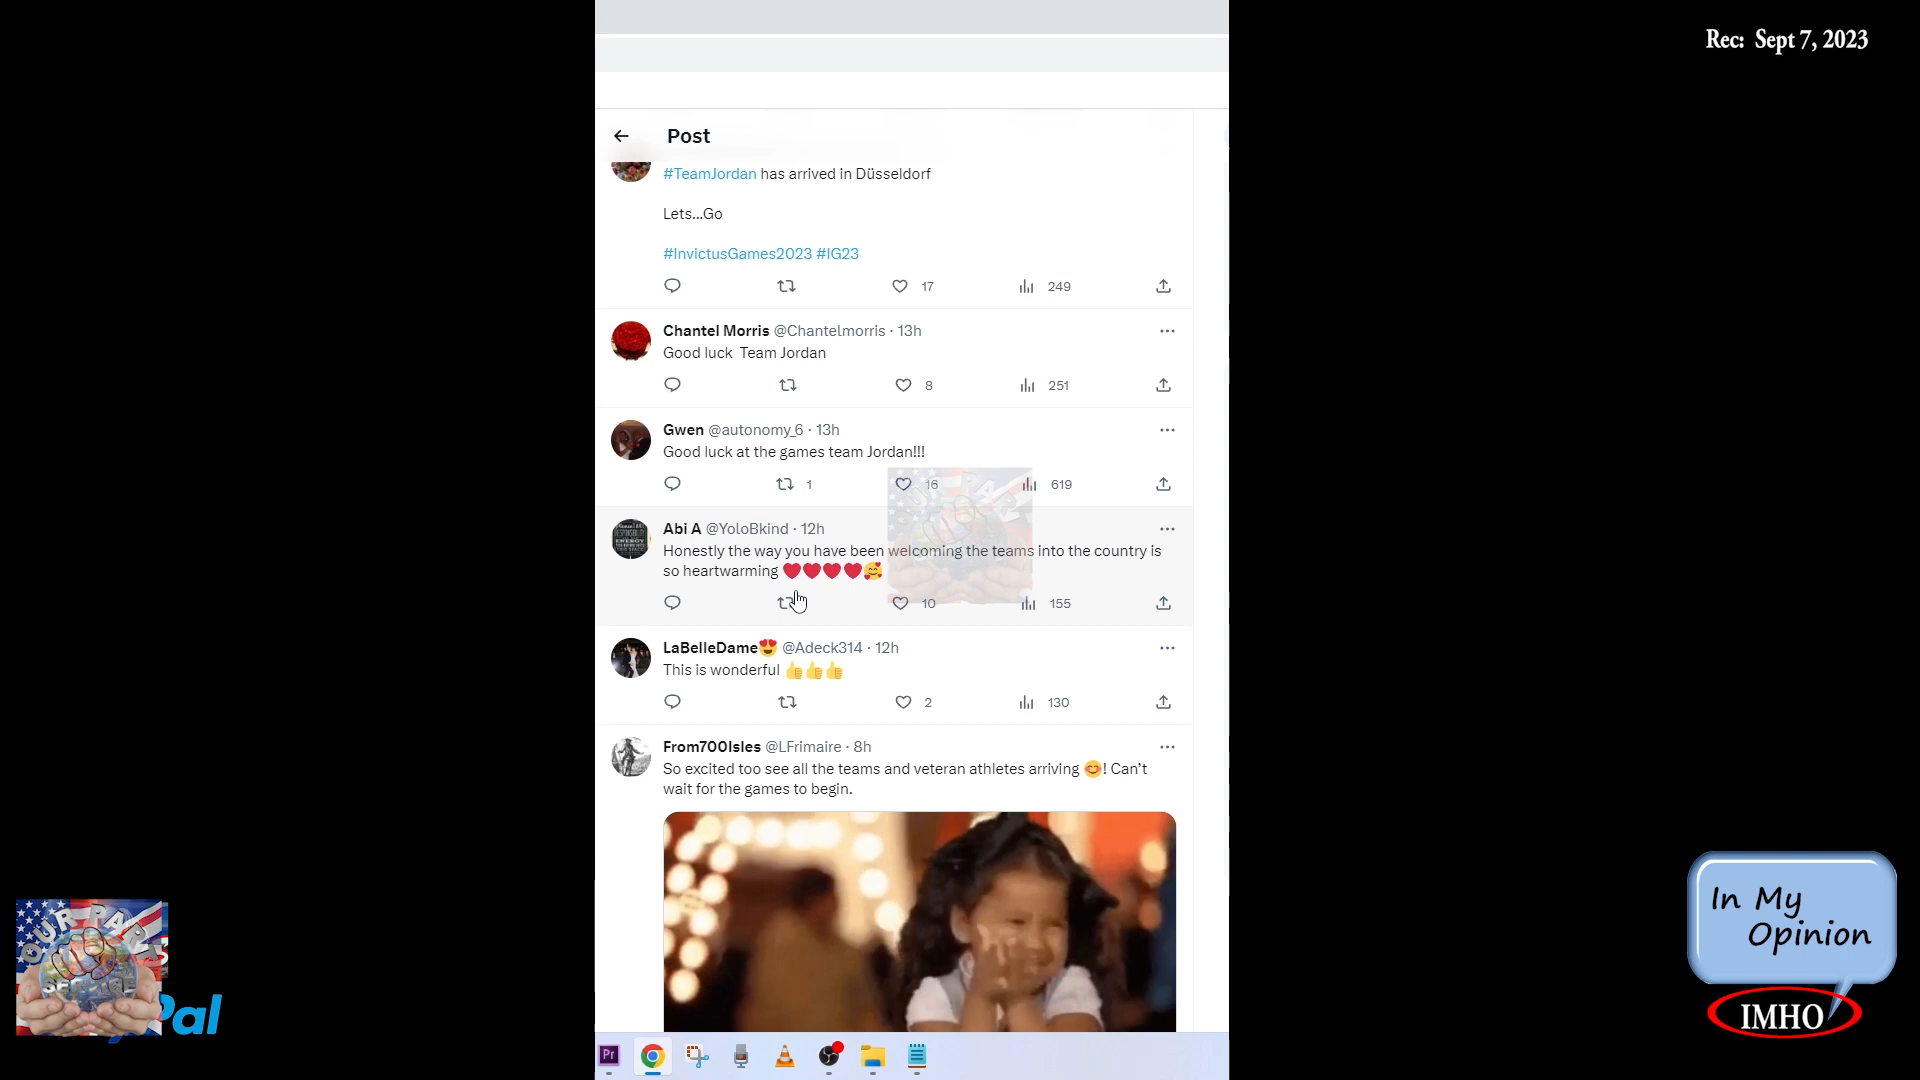 Rec: Sept 7, 2023
Post
#TeamJordan has arrived in Düsseldorf
Lets...Go
#InvictusGames2023 #IG23
17 249
Chantel Morris @Chantelmorris · 13h
Good luck Team Jordan
8 251
Gwen @autonomy_6 · 13h
Good luck at the games team Jordan!!!
1 16 619
Abi A @YoloBkind · 12h
Honestly the way you have been welcoming the teams into the country is
so heartwarming ❤❤❤❤🥰
10 155
LaBelleDame😍 @Adeck314 · 12h
This is wonderful 👍👍👍
2 130
From700Isles @LFrimaire · 8h
So excited too see all the teams and veteran athletes arriving 😊! Can't
wait for the games to begin.
In My
Opinion
IMHO
OUR PART
SERVICE
Pal
Pr